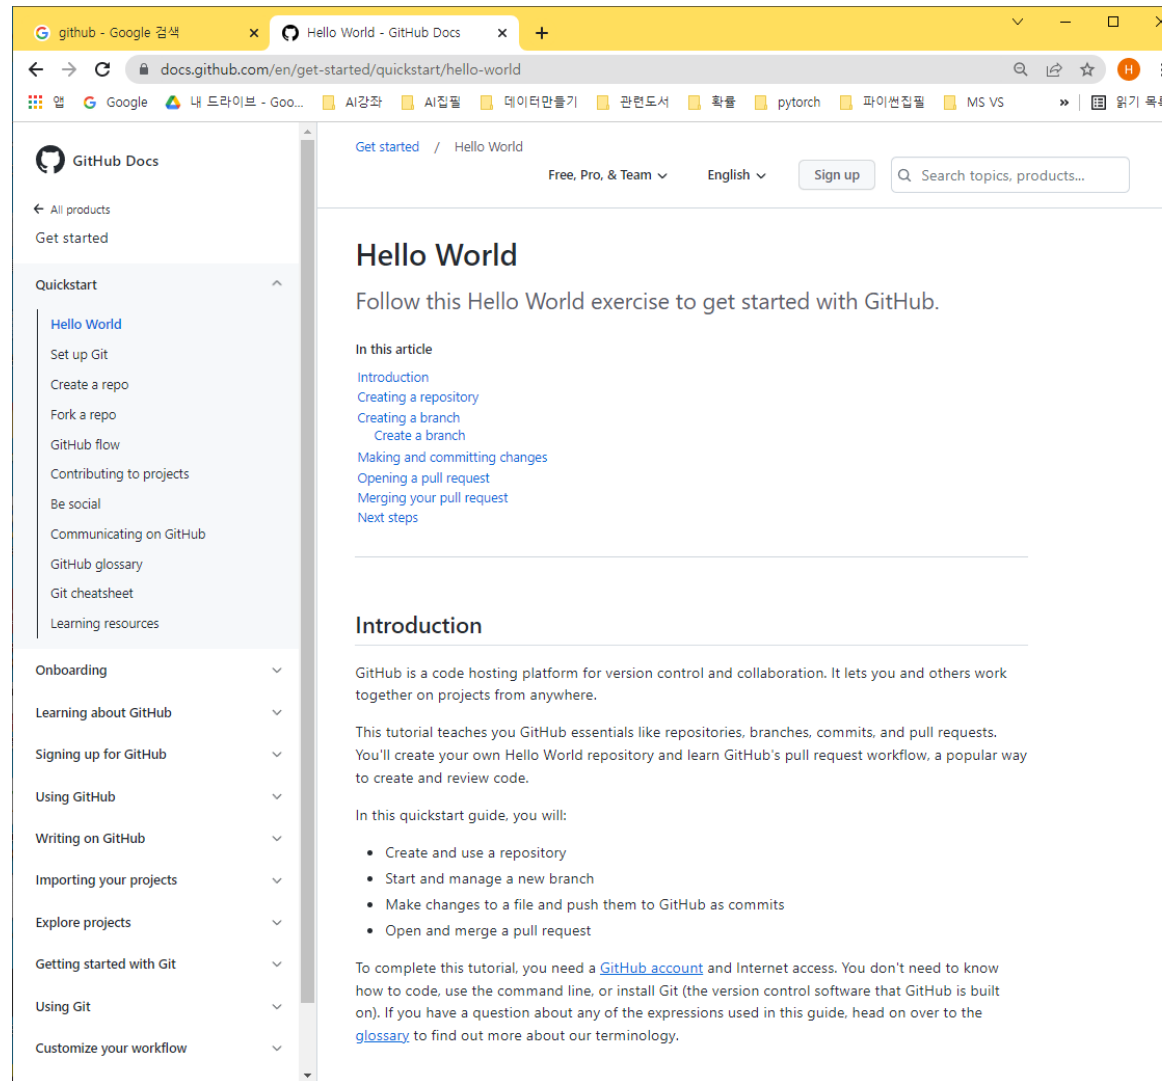 github - Google 검색
Hello World - GitHub Docs
docs.github.com/en/get-started/quickstart/hello-world
H
앱 Google 내 드라이브 - Goo... AI강좌 AI집필 데이터만들기 관련도서 확률 pytorch 파이썬집필 MS VS » 읽기 목
GitHub Docs
All products
Get started
Quickstart
Hello World
Set up Git
Create a repo
Fork a repo
GitHub flow
Contributing to projects
Be social
Communicating on GitHub
GitHub glossary
Git cheatsheet
Learning resources
Onboarding
Learning about GitHub
Signing up for GitHub
Using GitHub
Writing on GitHub
Importing your projects
Explore projects
Getting started with Git
Using Git
Customize your workflow
Get started / Hello World
Free, Pro, & Team English Sign up Search topics, products...
Hello World
Follow this Hello World exercise to get started with GitHub.
In this article
Introduction
Creating a repository
Creating a branch
Create a branch
Making and committing changes
Opening a pull request
Merging your pull request
Next steps
Introduction
GitHub is a code hosting platform for version control and collaboration. It lets you and others work
together on projects from anywhere.
This tutorial teaches you GitHub essentials like repositories, branches, commits, and pull requests.
You'll create your own Hello World repository and learn GitHub's pull request workflow, a popular way
to create and review code.
In this quickstart guide, you will:
• Create and use a repository
• Start and manage a new branch
• Make changes to a file and push them to GitHub as commits
• Open and merge a pull request
To complete this tutorial, you need a GitHub account and Internet access. You don't need to know
how to code, use the command line, or install Git (the version control software that GitHub is built
on). If you have a question about any of the expressions used in this guide, head on over to the
glossary to find out more about our terminology.